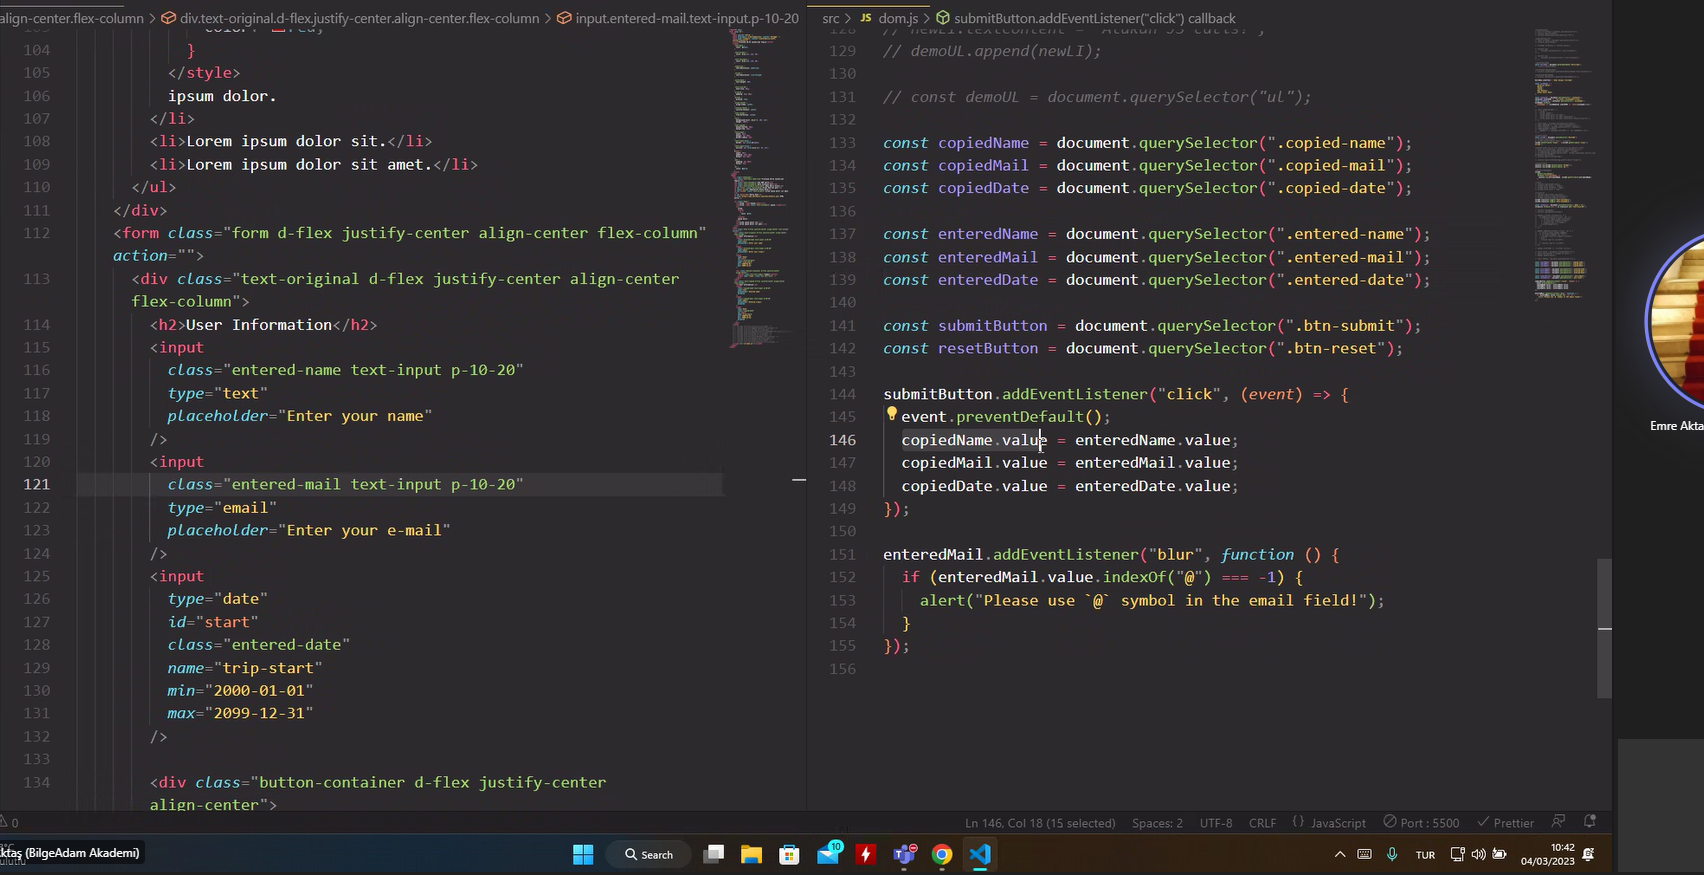 align-center.flex-column > div.text-original.d-flex.justify-center.align-center.flex-column > input.entered-mail.text-input.p-10-20
104 }
105 </style>
106 ipsum dolor.
107 </li>
108 <li>Lorem ipsum dolor sit.</li>
109 <li>Lorem ipsum dolor sit amet.</li>
110 </ul>
111 </div>
112 <form class="form d-flex justify-center align-center flex-column"
action="">
113 <div class="text-original d-flex justify-center align-center
flex-column">
114 <h2>User Information</h2>
115 <input
116 class="entered-name text-input p-10-20"
117 type="text"
118 placeholder="Enter your name"
119 />
120 <input
121 class="entered-mail text-input p-10-20"
122 type="email"
123 placeholder="Enter your e-mail"
124 />
125 <input
126 type="date"
127 id="start"
128 class="entered-date"
129 name="trip-start"
130 min="2000-01-01"
131 max="2099-12-31"
132 />
133
134 <div class="button-container d-flex justify-center
align-center">
src > JS dom.js > submitButton.addEventListener("click") callback
129 // demoUL.append(newLI);
130
131 // const demoUL = document.querySelector("ul");
132
133 const copiedName = document.querySelector(".copied-name");
134 const copiedMail = document.querySelector(".copied-mail");
135 const copiedDate = document.querySelector(".copied-date");
136
137 const enteredName = document.querySelector(".entered-name");
138 const enteredMail = document.querySelector(".entered-mail");
139 const enteredDate = document.querySelector(".entered-date");
140
141 const submitButton = document.querySelector(".btn-submit");
142 const resetButton = document.querySelector(".btn-reset");
143
144 submitButton.addEventListener("click", (event) => {
145 event.preventDefault();
146 copiedName.value = enteredName.value;
147 copiedMail.value = enteredMail.value;
148 copiedDate.value = enteredDate.value;
149 });
150
151 enteredMail.addEventListener("blur", function () {
152 if (enteredMail.value.indexOf("@") === -1) {
153 alert("Please use `@` symbol in the email field!");
154 }
155 });
156
Emre Akta
0
Ln 146, Col 18 (15 selected) Spaces: 2 UTF-8 CRLF {} JavaScript Port : 5500 Prettier
ktaş (BilgeAdam Akademi)
Search
10
TUR
10:42
04/03/2023